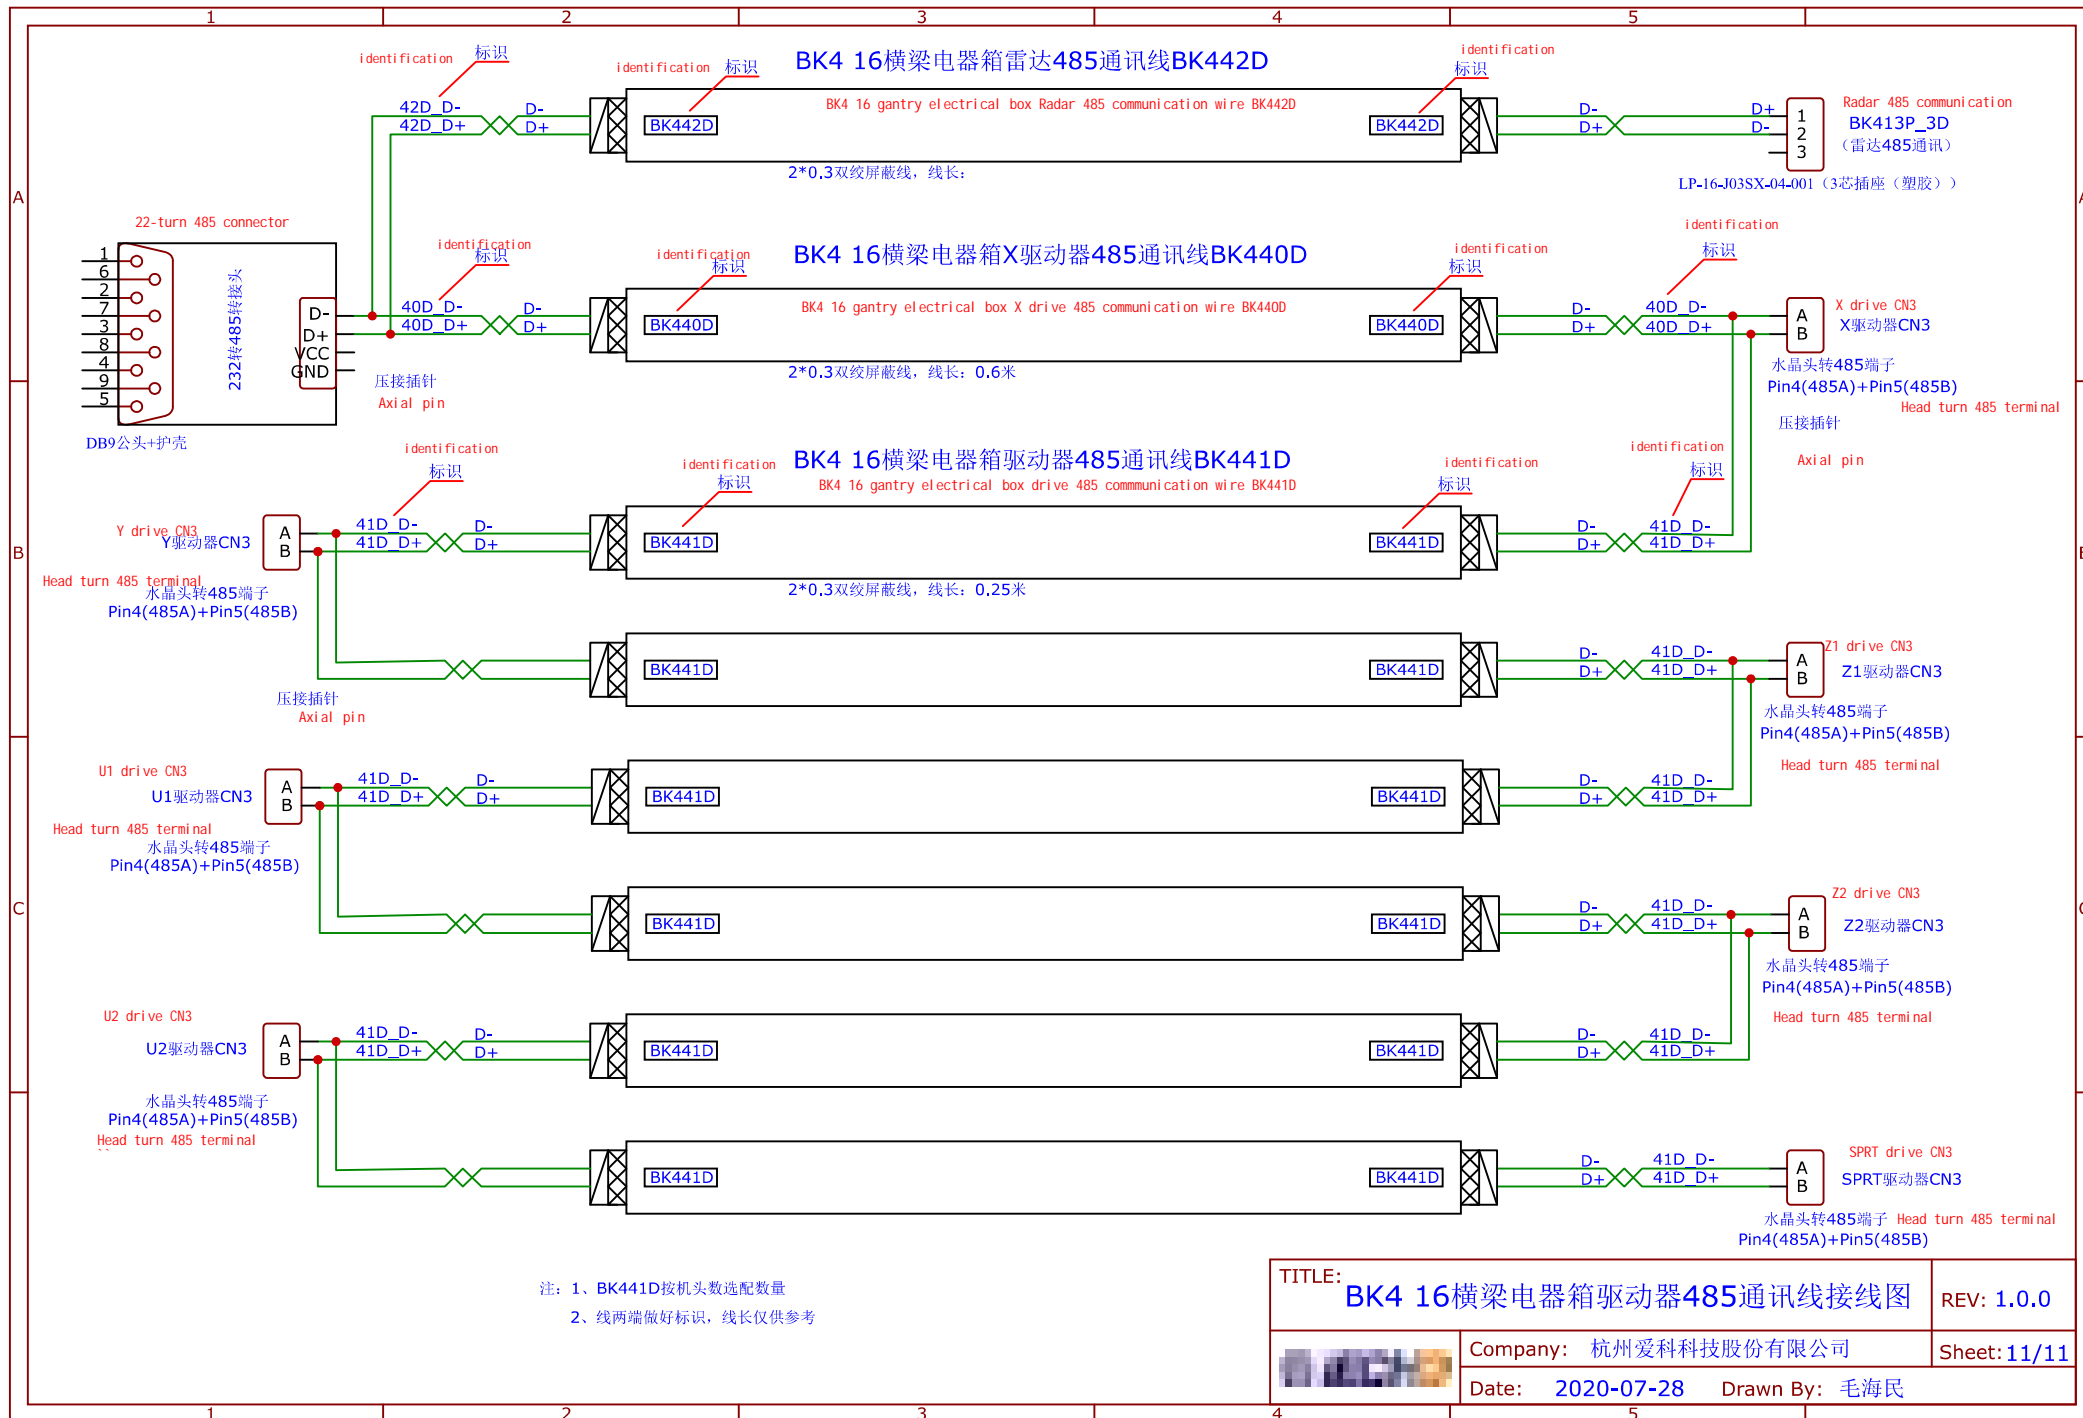 1 2 3 4 5
A
B
C
identification
标识
identification
标识
BK4 16横梁电器箱雷达485通讯线BK442D
identification
标识
BK4 16 gantry electrical box Radar 485 communication wire BK442D
42D_D-
42D_D+
D-
D+
BK442D
BK442D
D-
D+
D+
D-
1
2
3
Radar 485 communication
BK413P_3D
（雷达485通讯）
2*0.3双绞屏蔽线，线长：
LP-16-J03SX-04-001（3芯插座（塑胶））
22-turn 485 connector
1
6
2
7
3
8
4
9
5
232转485转接头
D-
D+
VCC
GND
DB9公头+护壳
压接插针
Axial pin
identification
标识
identification
标识
BK4 16横梁电器箱X驱动器485通讯线BK440D
identification
标识
identification
标识
BK4 16 gantry electrical box X drive 485 communication wire BK440D
40D_D-
40D_D+
D-
D+
BK440D
BK440D
D-
D+
40D_D-
40D_D+
A
B
X drive CN3
X驱动器CN3
2*0.3双绞屏蔽线，线长：0.6米
水晶头转485端子
Pin4(485A)+Pin5(485B)
Head turn 485 terminal
压接插针
Axial pin
identification
标识
identification
标识
BK4 16横梁电器箱驱动器485通讯线BK441D
BK4 16 gantry electrical box drive 485 commmunication wire BK441D
identification
标识
identification
标识
Y drive CN3
Y驱动器CN3
A
B
41D_D-
41D_D+
D-
D+
BK441D
BK441D
D-
D+
41D_D-
41D_D+
Head turn 485 terminal
水晶头转485端子
Pin4(485A)+Pin5(485B)
2*0.3双绞屏蔽线，线长：0.25米
BK441D
BK441D
D-
D+
41D_D-
41D_D+
A
B
Z1 drive CN3
Z1驱动器CN3
压接插针
Axial pin
水晶头转485端子
Pin4(485A)+Pin5(485B)
Head turn 485 terminal
U1 drive CN3
U1驱动器CN3
A
B
41D_D-
41D_D+
D-
D+
BK441D
BK441D
D-
D+
41D_D-
41D_D+
Head turn 485 terminal
水晶头转485端子
Pin4(485A)+Pin5(485B)
BK441D
BK441D
D-
D+
41D_D-
41D_D+
A
B
Z2 drive CN3
Z2驱动器CN3
水晶头转485端子
Pin4(485A)+Pin5(485B)
Head turn 485 terminal
U2 drive CN3
U2驱动器CN3
A
B
41D_D-
41D_D+
D-
D+
BK441D
BK441D
D-
D+
41D_D-
41D_D+
水晶头转485端子
Pin4(485A)+Pin5(485B)
Head turn 485 terminal
BK441D
BK441D
D-
D+
41D_D-
41D_D+
A
B
SPRT drive CN3
SPRT驱动器CN3
水晶头转485端子 Head turn 485 terminal
Pin4(485A)+Pin5(485B)
注：1、BK441D按机头数选配数量
2、线两端做好标识，线长仅供参考
TITLE:
BK4 16横梁电器箱驱动器485通讯线接线图
REV: 1.0.0
Company: 杭州爱科科技股份有限公司
Sheet: 11/11
Date: 2020-07-28 Drawn By: 毛海民
1 2 3 4 5